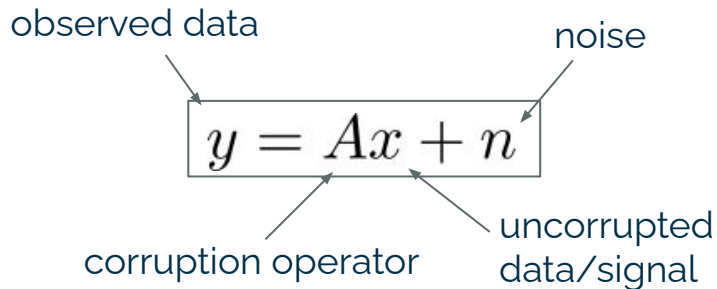 observed data
noise
y = Ax + n
corruption operator
uncorrupted
data/signal